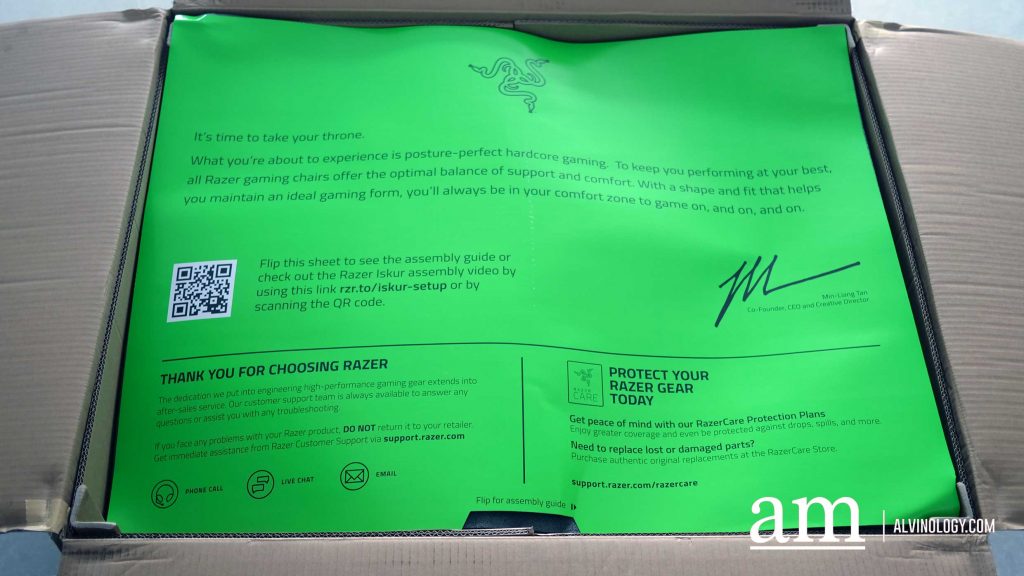 It's time to take your throne.
What you're about to experience is posture-perfect hardcore gaming. To keep you performing at your best,
all Razer gaming chairs offer the optimal balance of support and comfort. With a shape and fit that helps
you maintain an ideal gaming form, you'll always be in your comfort zone to game on, and on, and on.
Flip this sheet to see the assembly guide or
check out the Razer Iskur assembly video by
using this link rzr.to/iskur-setup or by
scanning the QR code.
Min-Liang Tan
Co-Founder, CEO and Creative Director
THANK YOU FOR CHOOSING RAZER
The dedication we put into engineering high-performance gaming gear extends into
after-sales service. Our customer support team is always available to answer any
questions or assist you with any troubleshooting.
If you face any problems with your Razer product, DO NOT return it to your retailer.
Get immediate assistance from Razer Customer Support via support.razer.com
PHONE CALL
LIVE CHAT
EMAIL
RAZER
CARE
PROTECT YOUR
RAZER GEAR
TODAY
Get peace of mind with our RazerCare Protection Plans
Enjoy greater coverage and even be protected against drops, spills, and more.
Need to replace lost or damaged parts?
Purchase authentic original replacements at the RazerCare Store.
support.razer.com/razercare
Flip for assembly guide
am
ALVINOLOGY.COM